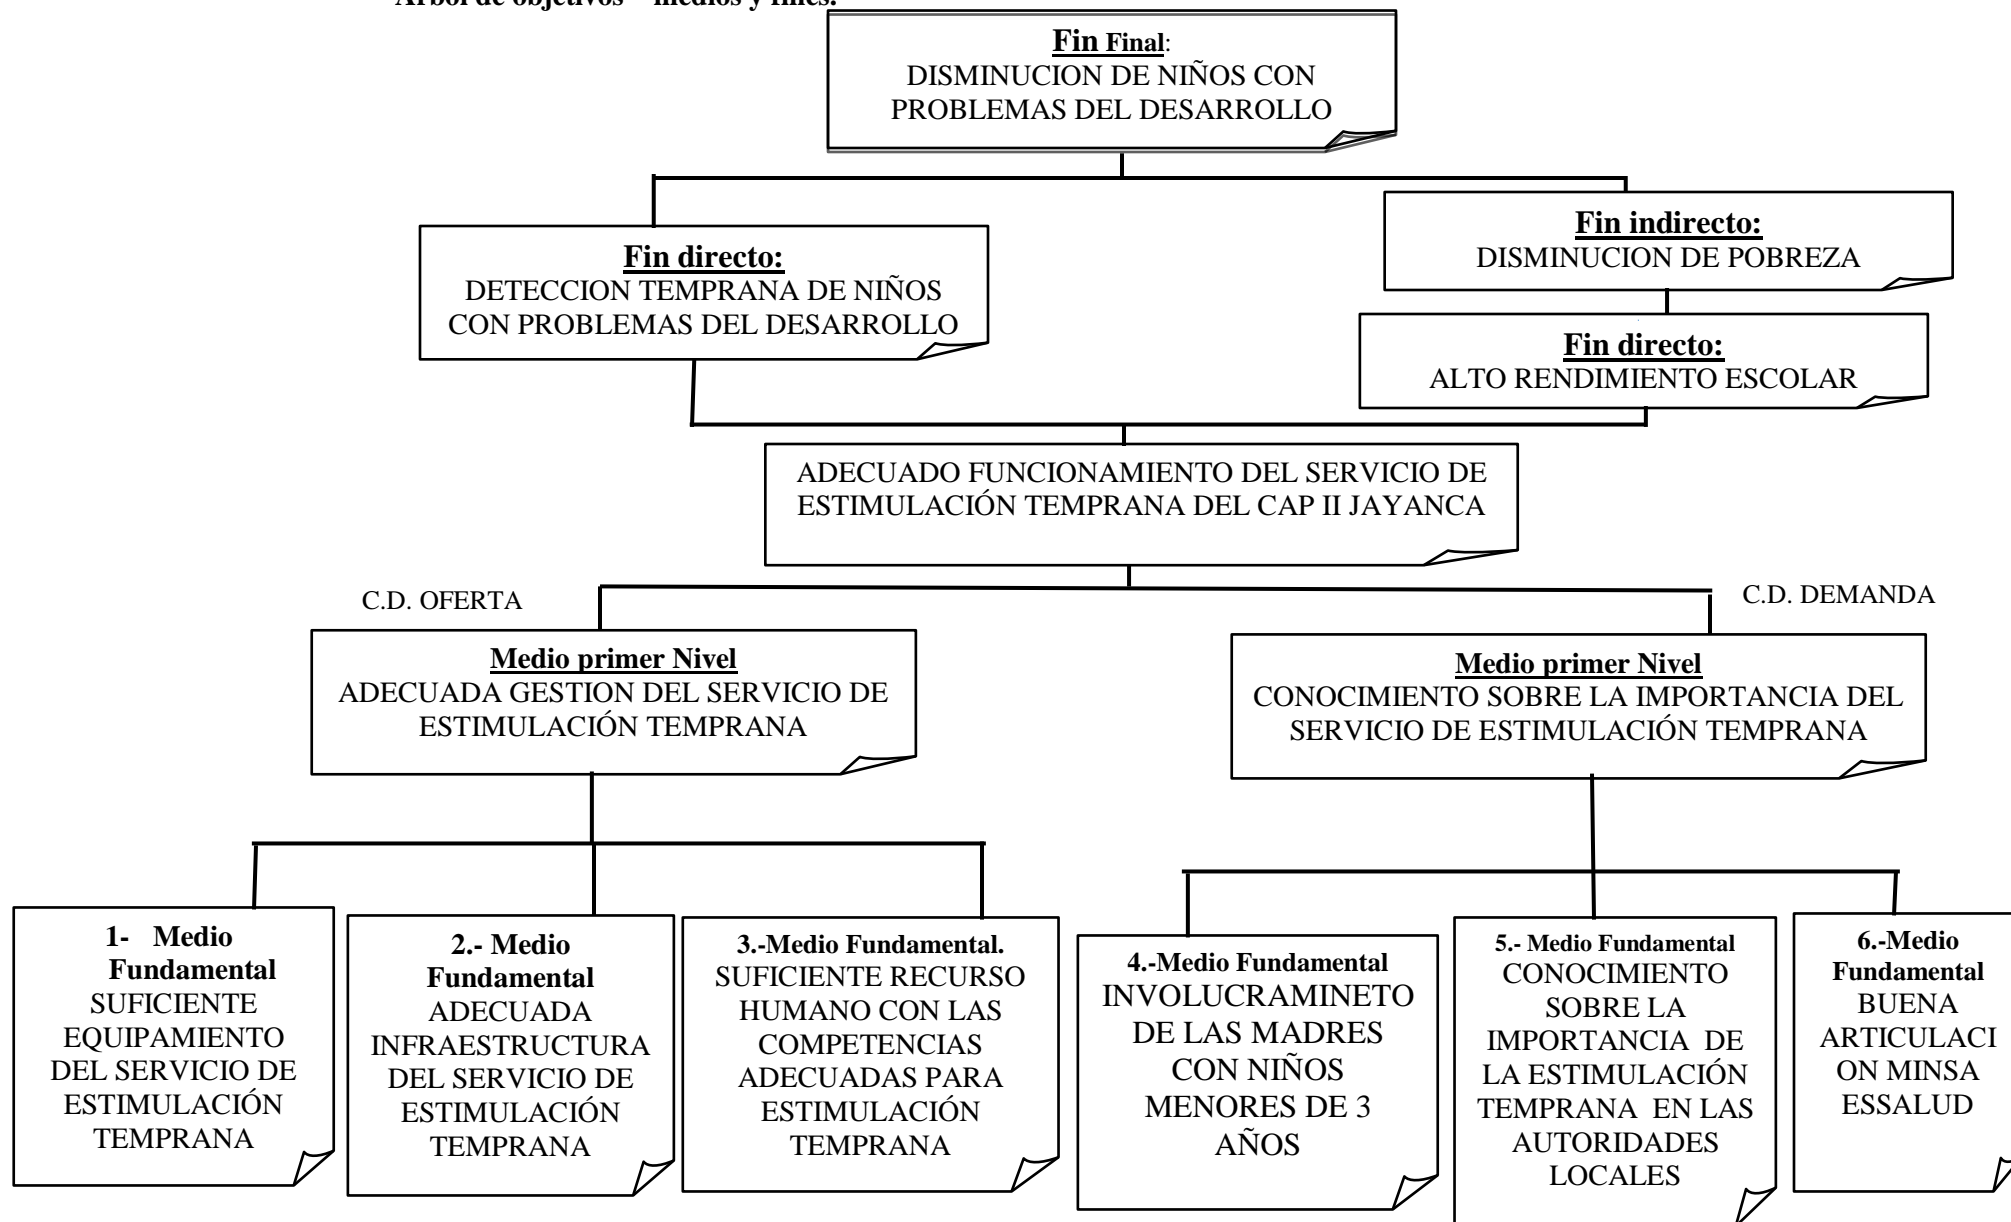 Árbol de objetivos – medios y fines.
Fin Final:
DISMINUCION DE NIÑOS CON
PROBLEMAS DEL DESARROLLO
Fin directo:
DETECCION TEMPRANA DE NIÑOS
CON PROBLEMAS DEL DESARROLLO
Fin indirecto:
DISMINUCION DE POBREZA
Fin directo:
ALTO RENDIMIENTO ESCOLAR
ADECUADO FUNCIONAMIENTO DEL SERVICIO DE
ESTIMULACIÓN TEMPRANA DEL CAP II JAYANCA
C.D. OFERTA
C.D. DEMANDA
Medio primer Nivel
ADECUADA GESTION DEL SERVICIO DE
ESTIMULACIÓN TEMPRANA
Medio primer Nivel
CONOCIMIENTO SOBRE LA IMPORTANCIA DEL
SERVICIO DE ESTIMULACIÓN TEMPRANA
1- Medio
Fundamental
SUFICIENTE
EQUIPAMIENTO
DEL SERVICIO DE
ESTIMULACIÓN
TEMPRANA
2.- Medio
Fundamental
ADECUADA
INFRAESTRUCTURA
DEL SERVICIO DE
ESTIMULACIÓN
TEMPRANA
3.-Medio Fundamental.
SUFICIENTE RECURSO
HUMANO CON LAS
COMPETENCIAS
ADECUADAS PARA
ESTIMULACIÓN
TEMPRANA
4.-Medio Fundamental
INVOLUCRAMINETO
DE LAS MADRES
CON NIÑOS
MENORES DE 3
AÑOS
5.- Medio Fundamental
CONOCIMIENTO
SOBRE LA
IMPORTANCIA DE
LA ESTIMULACIÓN
TEMPRANA EN LAS
AUTORIDADES
LOCALES
6.-Medio
Fundamental
BUENA
ARTICULACI
ON MINSA
ESSALUD